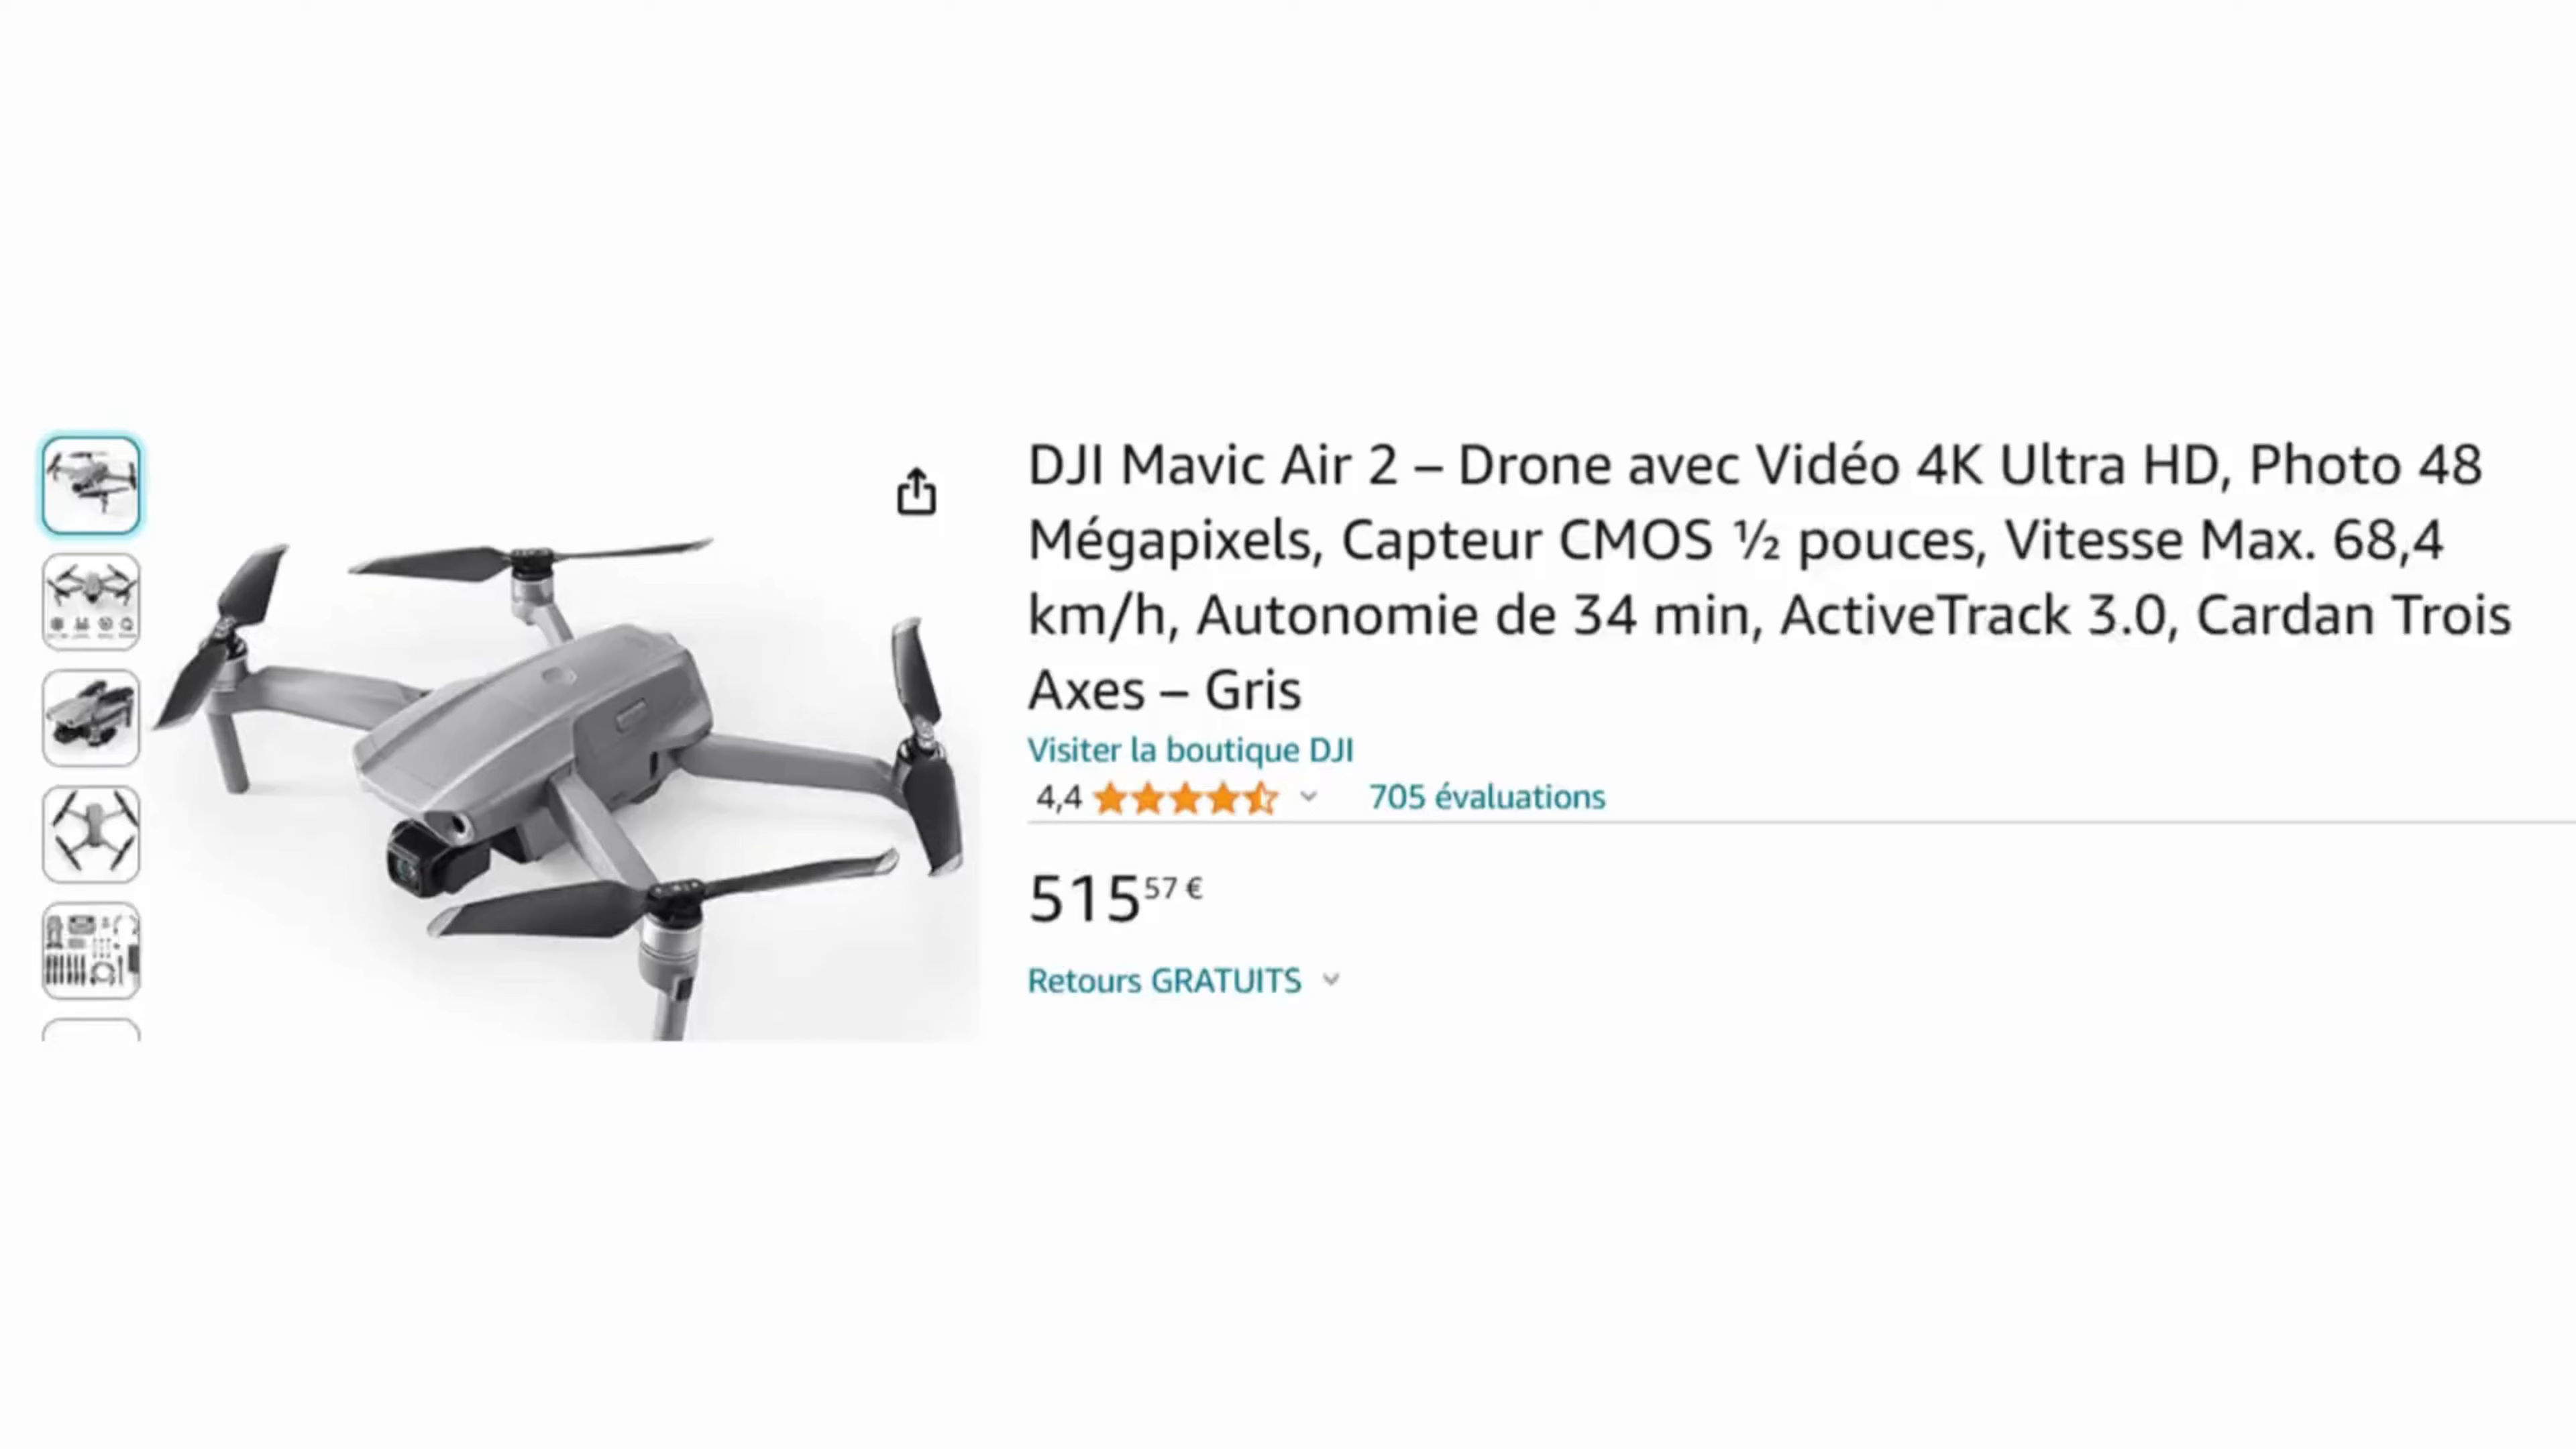 DJI Mavic Air 2 – Drone avec Vidéo 4K Ultra HD, Photo 48
Mégapixels, Capteur CMOS ½ pouces, Vitesse Max. 68,4
km/h, Autonomie de 34 min, ActiveTrack 3.0, Cardan Trois
Axes – Gris
Visiter la boutique DJI
4,4 705 évaluations
515 57 €
Retours GRATUITS